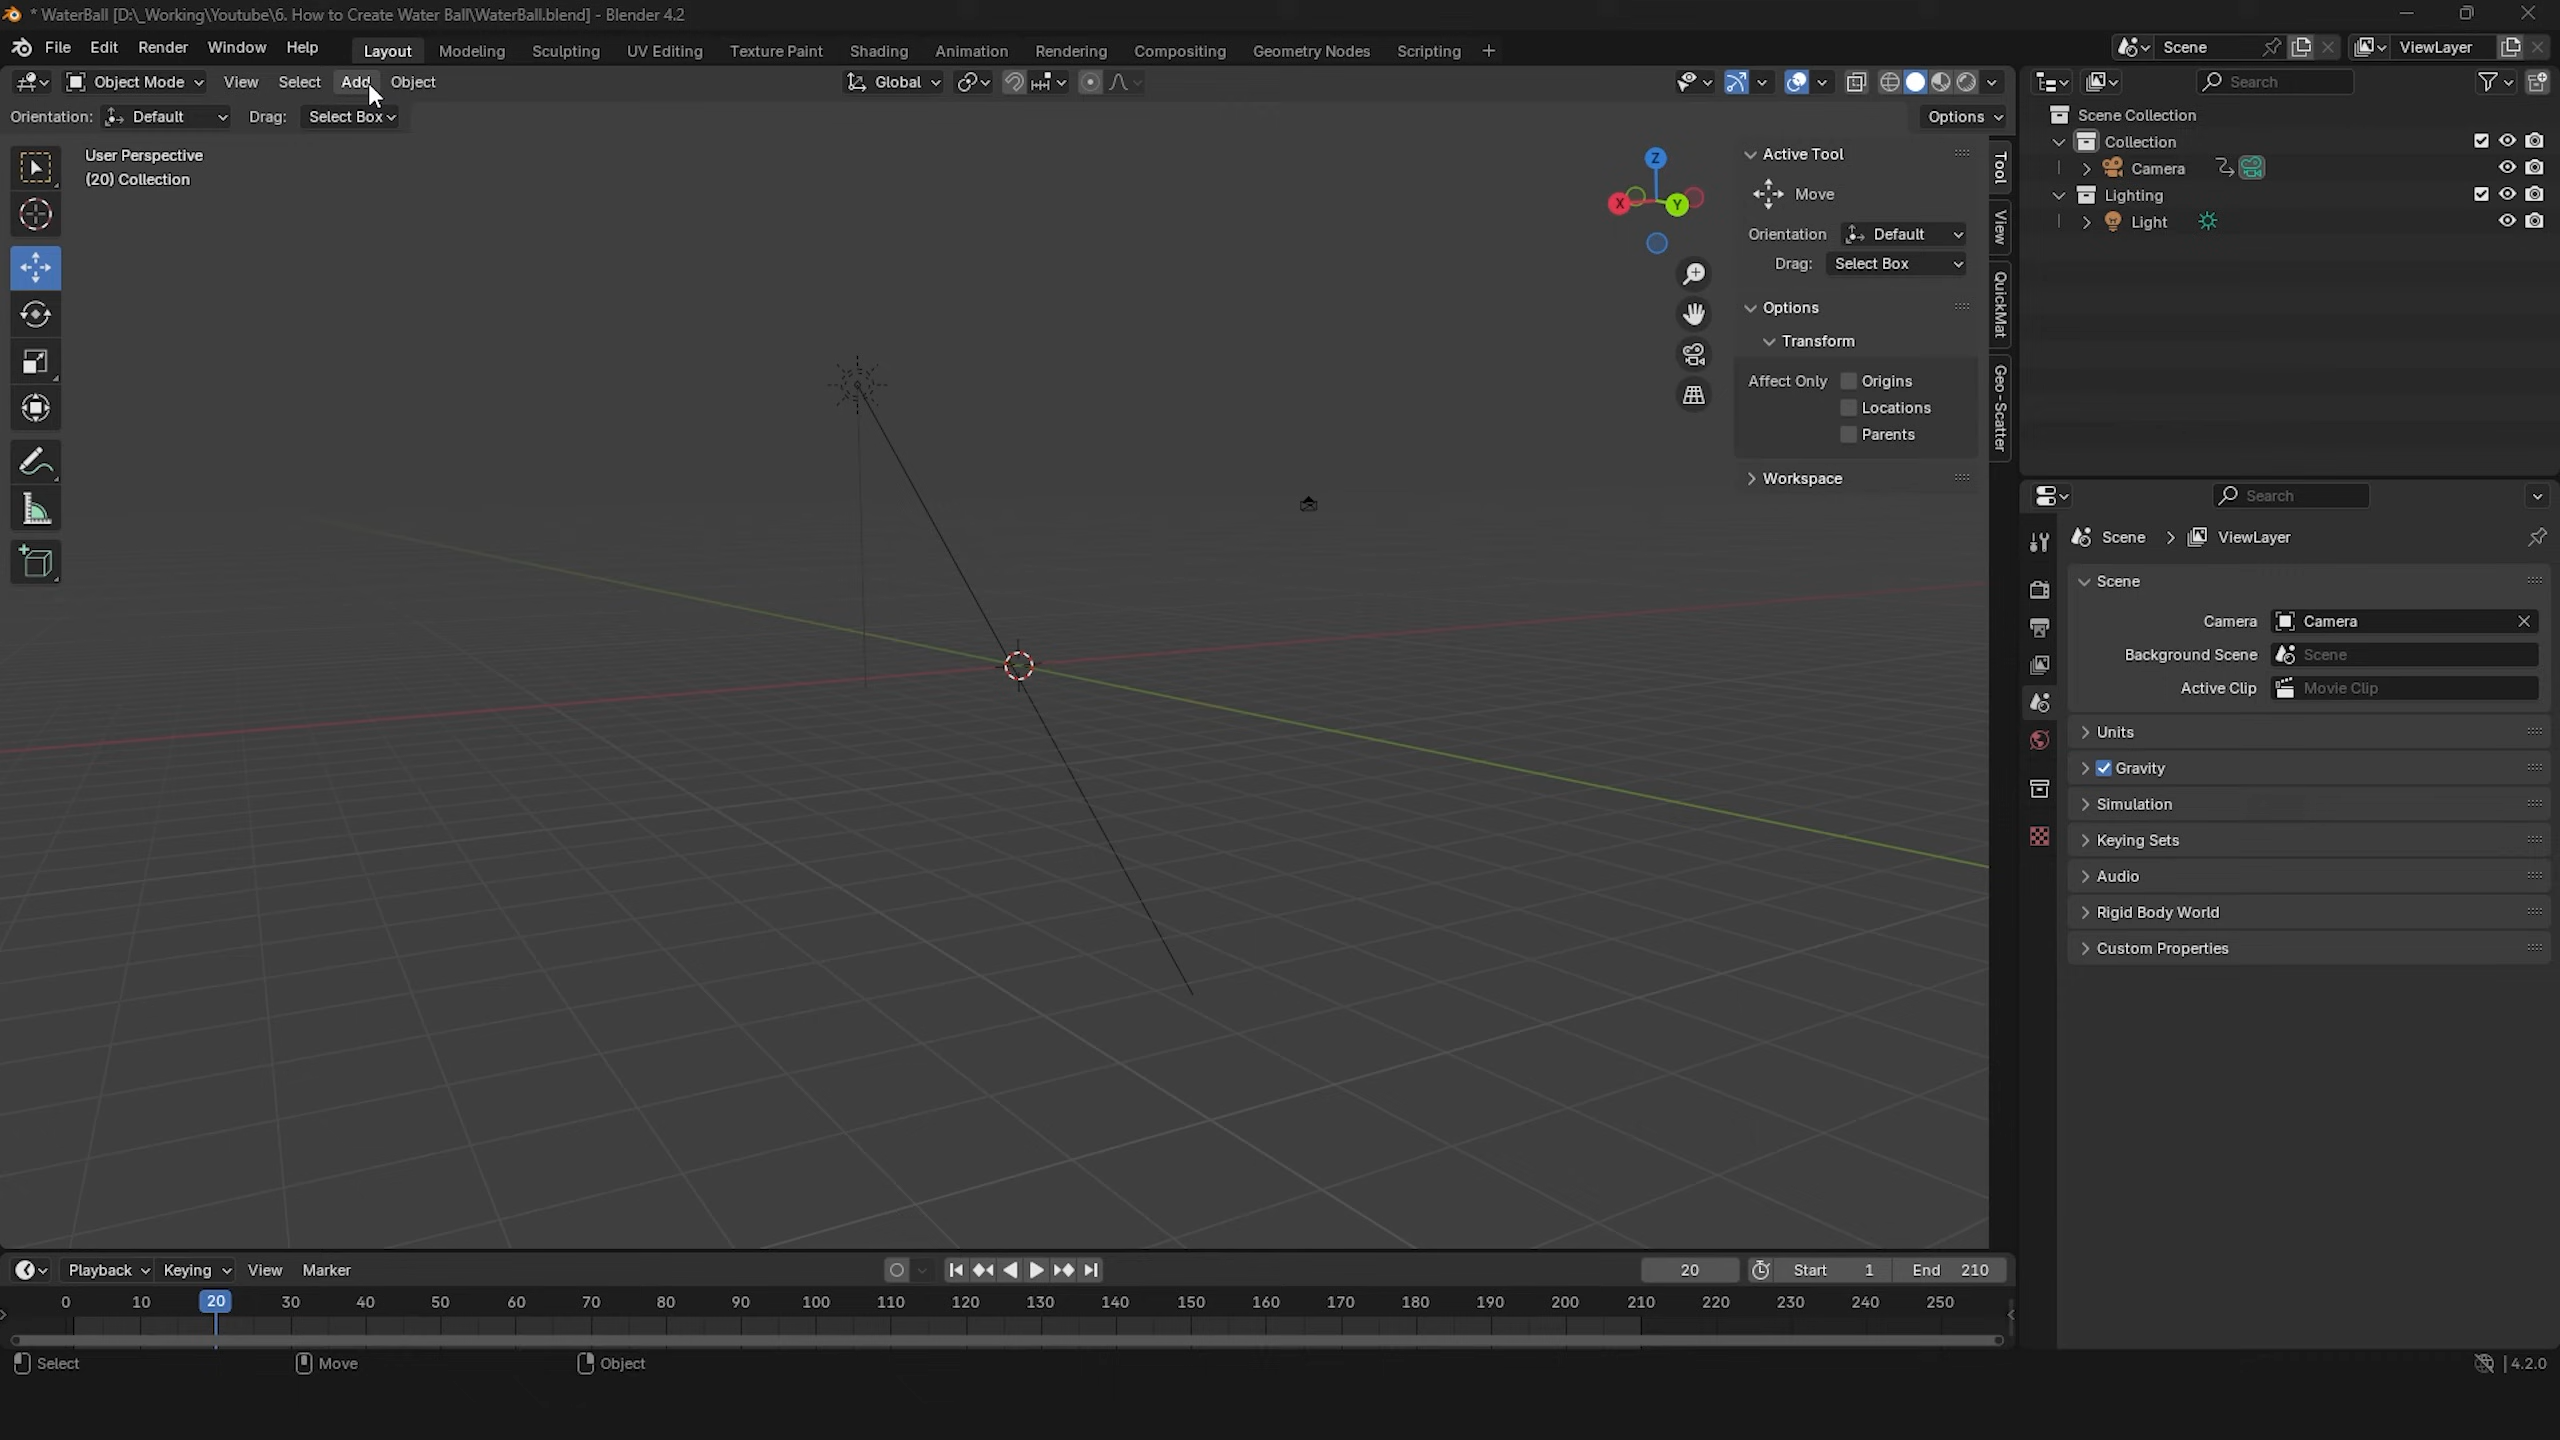 * WaterBall [D:\_Working\Youtube\6. How to Create Water Ball\WaterBall.blend] - Blender 4.2
File Edit Render Window Help Layout Modeling Sculpting UV Editing Texture Paint Shading Animation Rendering Compositing Geometry Nodes Scripting + Scene ViewLayer
Object Mode View Select Add Object Global Search
Orientation: Default Drag: Select Box Options
User Perspective
(20) Collection
Z
X
Y
Active Tool
Move
Orientation Default
Drag: Select Box
Options
Transform
Affect Only Origins
Locations
Parents
Workspace
Tool
View
QuickMat
Geo-Scatter
Scene Collection
Collection
Camera
Lighting
Light
Search
Scene > ViewLayer
Scene
Camera Camera
Background Scene Scene
Active Clip Movie Clip
Units
Gravity
Simulation
Keying Sets
Audio
Rigid Body World
Custom Properties
Playback Keying View Marker 20 Start 1 End 210
0 10 20 30 40 50 60 70 80 90 100 110 120 130 140 150 160 170 180 190 200 210 220 230 240 250
Select Move Object 4.2.0